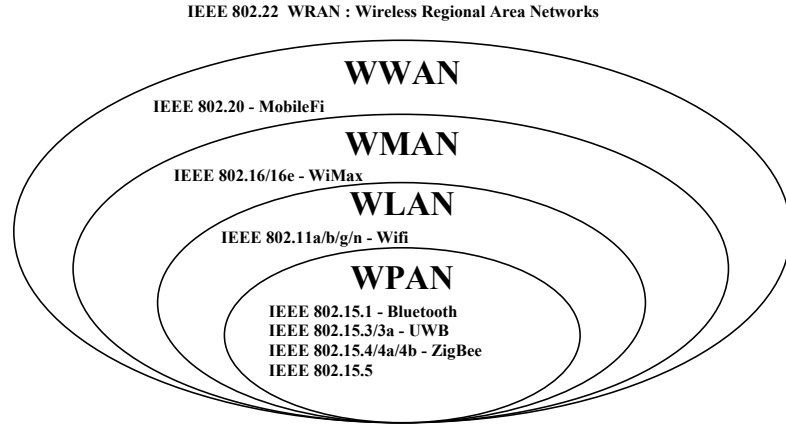 IEEE 802.22 WRAN : Wireless Regional Area Networks
WWAN
IEEE 802.20 - MobileFi
WMAN
IEEE 802.16/16e - WiMax
WLAN
IEEE 802.11a/b/g/n - Wifi
WPAN
IEEE 802.15.1 - Bluetooth
IEEE 802.15.3/3a - UWB
IEEE 802.15.4/4a/4b - ZigBee
IEEE 802.15.5